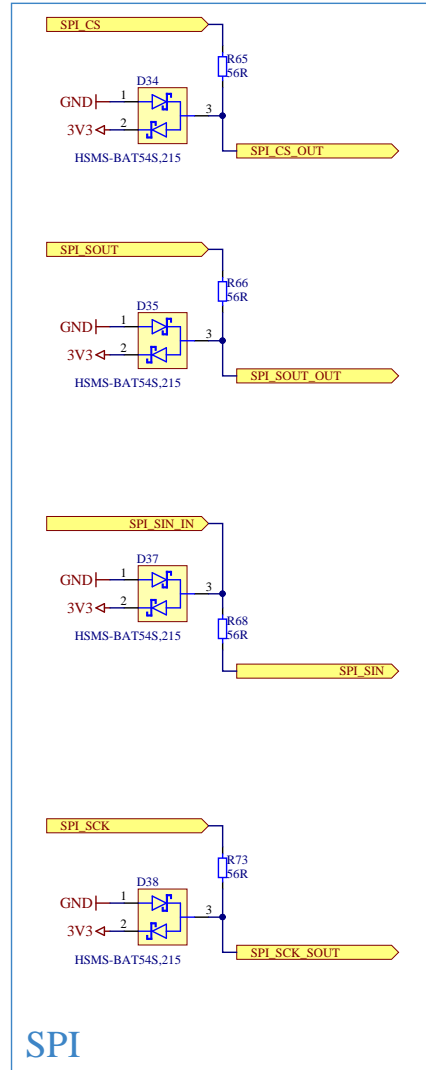 SPI_CS
R65
56R
D34
GND 1
3V3 2
3
HSMS-BAT54S,215
SPI_CS_OUT
SPI_SOUT
R66
56R
D35
GND 1
3V3 2
3
HSMS-BAT54S,215
SPI_SOUT_OUT
SPI_SIN_IN
D37
GND 1
3V3 2
3
HSMS-BAT54S,215
R68
56R
SPI_SIN
SPI_SCK
R73
56R
D38
GND 1
3V3 2
3
HSMS-BAT54S,215
SPI_SCK_SOUT
SPI